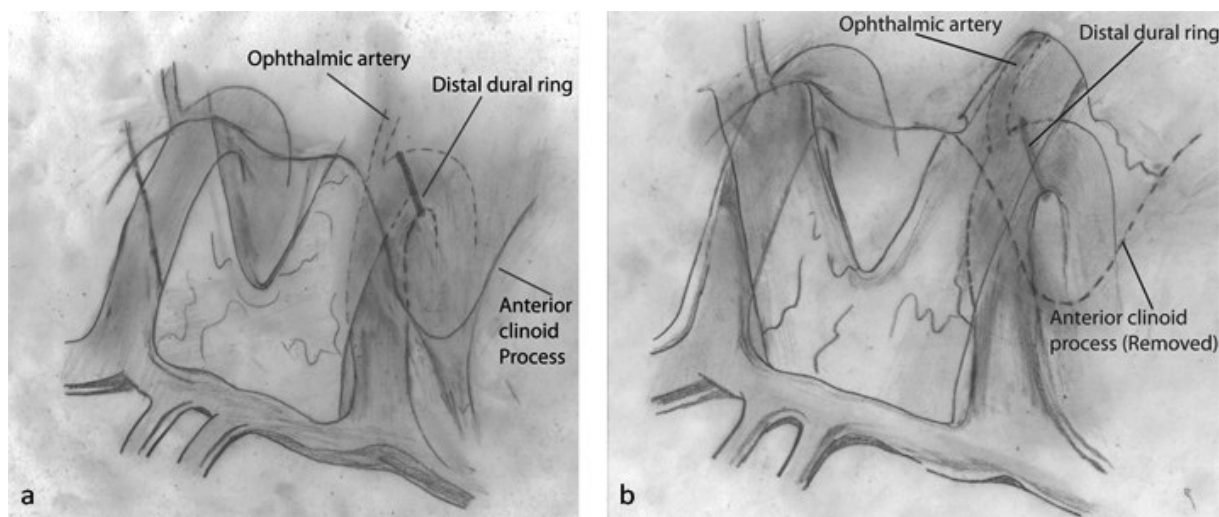 Ophthalmic artery
Distal dural ring
Anterior
clinoid
Process
a
Ophthalmic artery
Distal dural ring
Anterior clinoid
process (Removed)
b